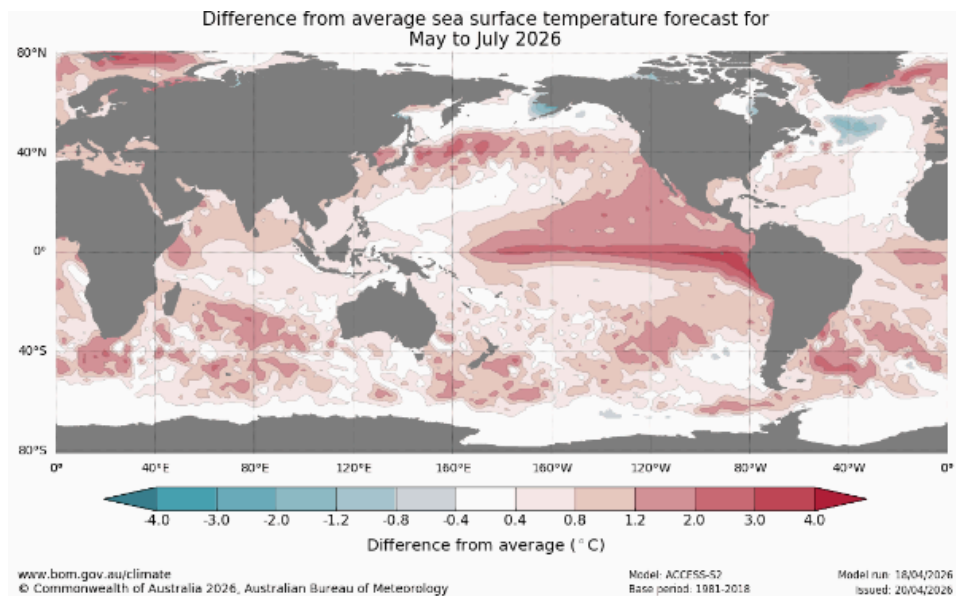 Difference from average sea surface temperature forecast for
May to July 2026
80°N
40°N
0°
40°S
80°S
0° 40°E 80°E 120°E 160°E 160°W 120°W 80°W 40°W 0°
-4.0 -3.0 -2.0 -1.2 -0.8 -0.4 0.4 0.8 1.2 2.0 3.0 4.0
Difference from average (°C)
www.bom.gov.au/climate
© Commonwealth of Australia 2026, Australian Bureau of Meteorology
Model: ACCESS-S2
Base period: 1981-2018
Model run: 18/04/2026
Issued: 20/04/2026